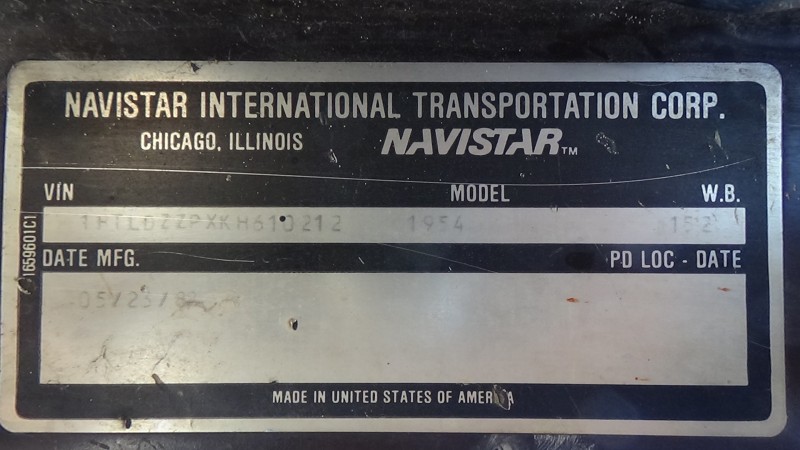 NAVISTAR INTERNATIONAL TRANSPORTATION CORP.
CHICAGO, ILLINOIS NAVISTAR™
VIN MODEL W.B.
1HTLDZZPXKH610212 1954 152
1659601C1
DATE MFG. PD LOC - DATE
MADE IN UNITED STATES OF AMERICA